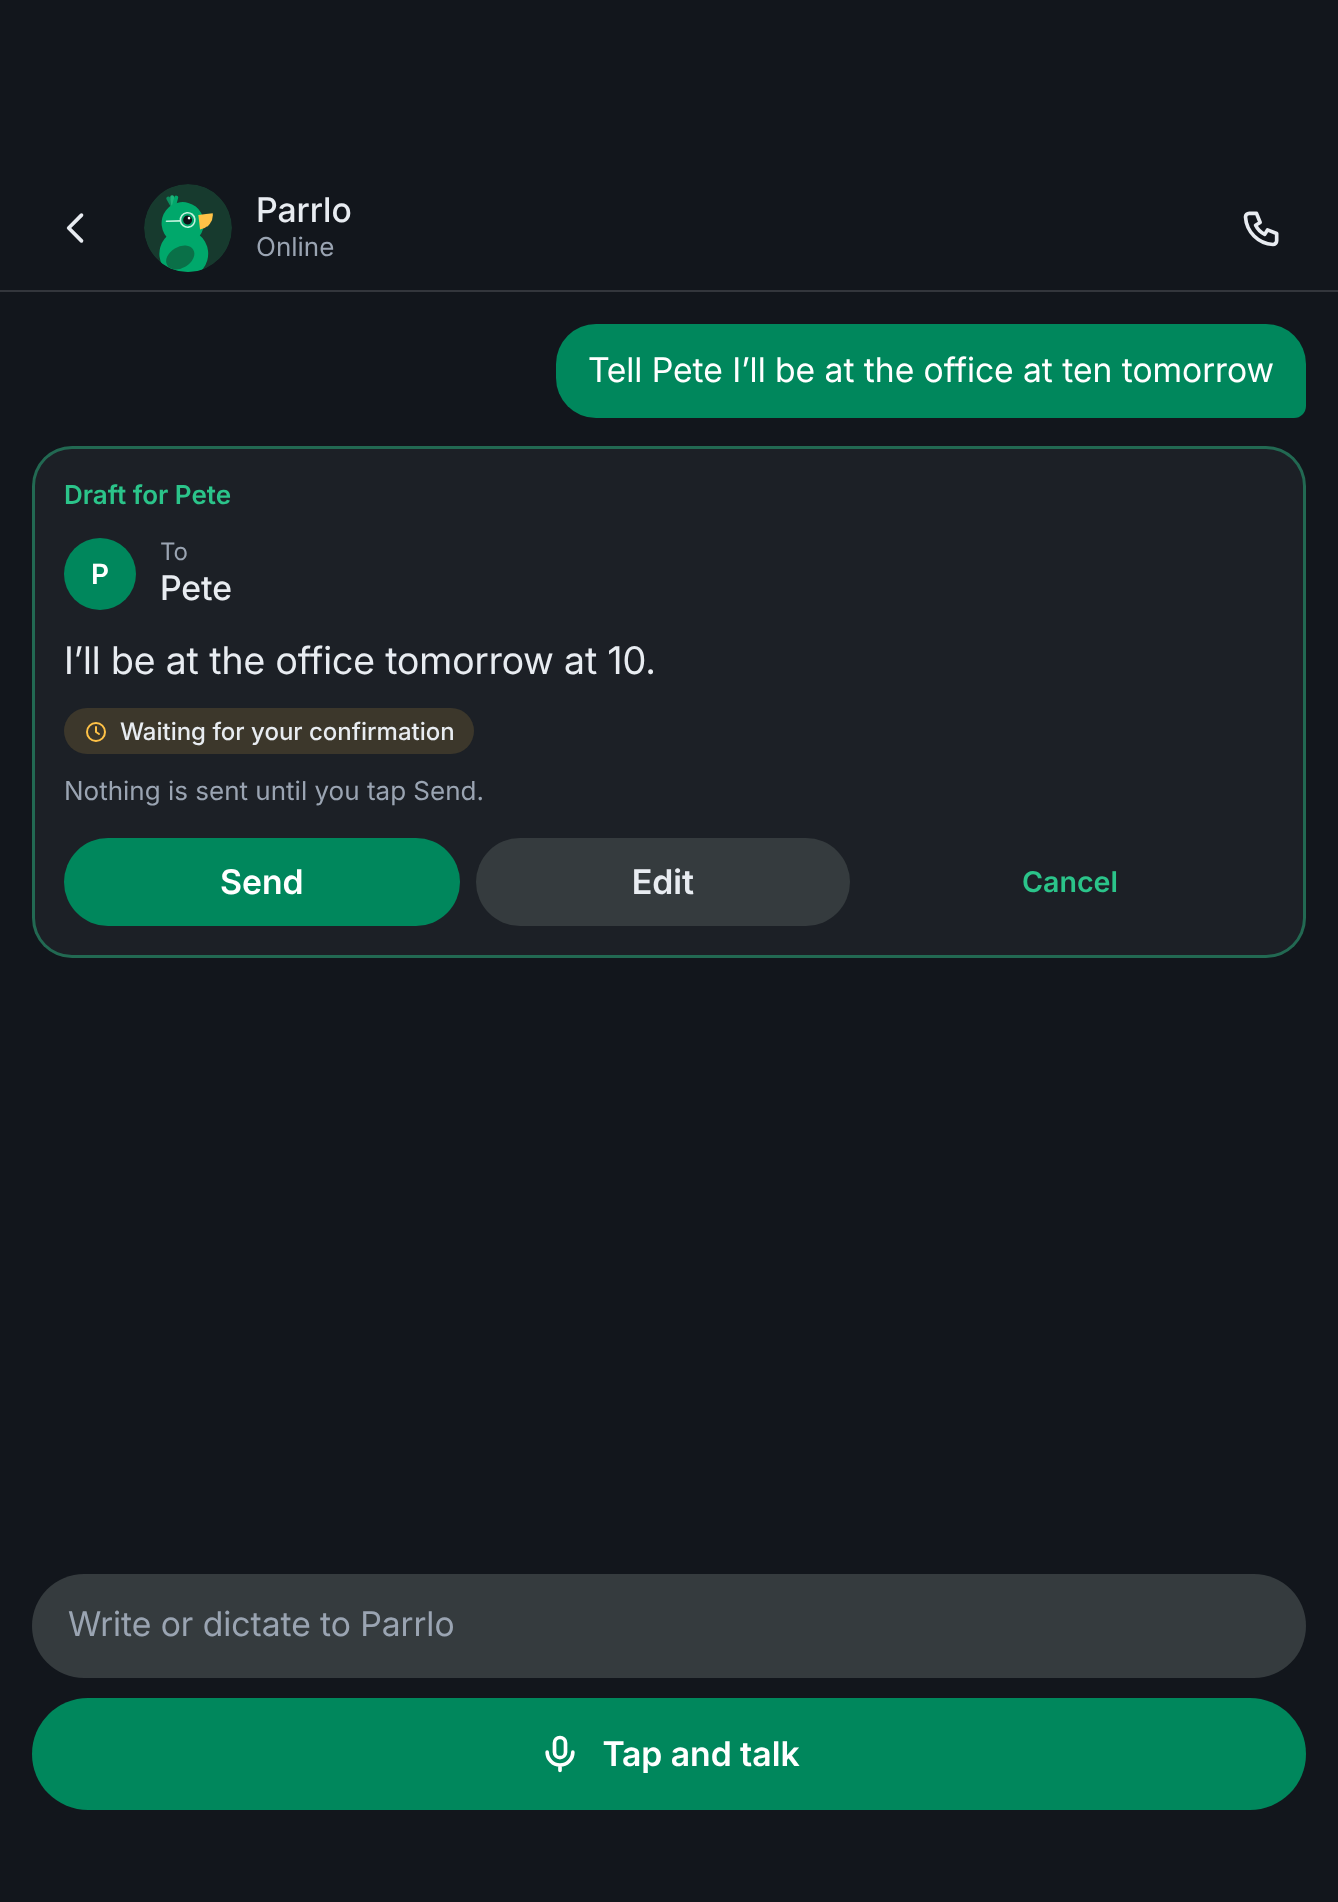 Parrlo
Online
Tell Pete I’ll be at the office at ten tomorrow
Draft for Pete
P
To
Pete
I’ll be at the office tomorrow at 10.
Waiting for your confirmation
Nothing is sent until you tap Send.
Send
Edit
Cancel
Write or dictate to Parrlo
Tap and talk